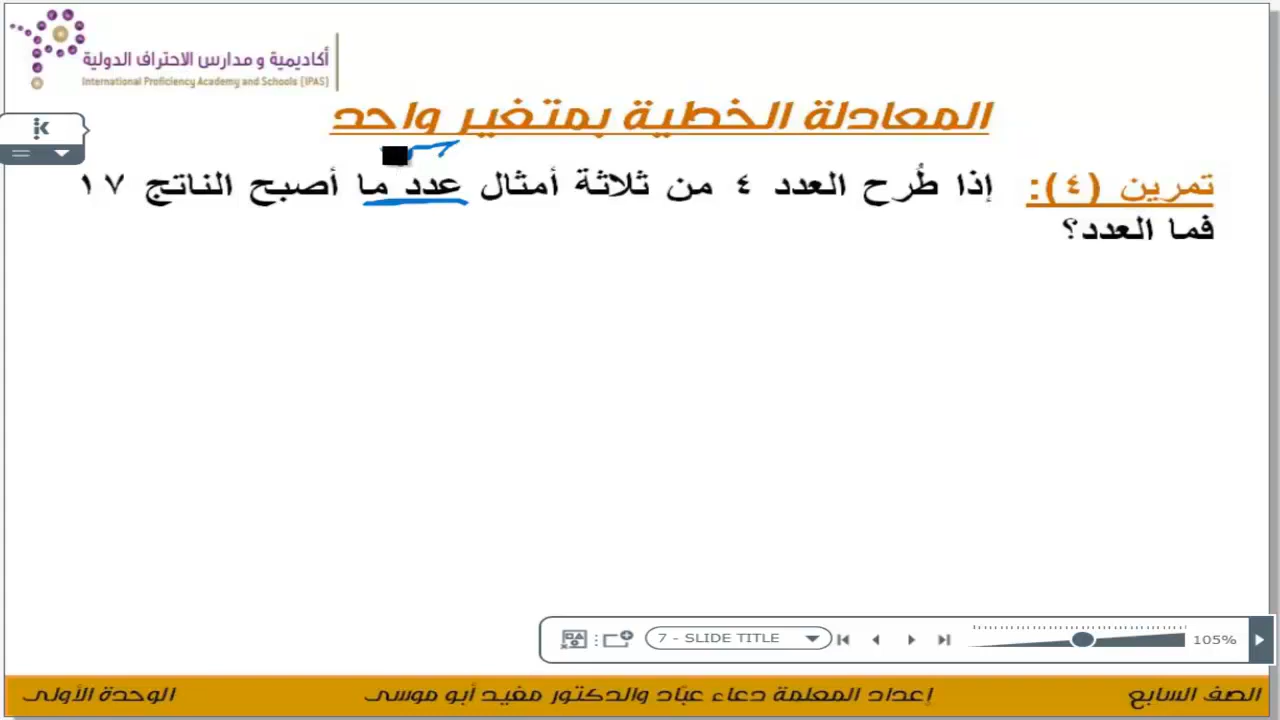 أكاديمية و مدارس الاحتراف الدولية
International Proficiency Academy and Schools (IPAS)
المعادلة الخطية بمتغير واحد
تمرين (٤): إذا طُرح العدد ٤ من ثلاثة أمثال عدد ما أصبح الناتج ١٧
فما العدد؟
7 - SLIDE TITLE
105%
الصف السابع إعداد المعلمة دعاء عبّاد والدكتور مفيد أبو موسى الوحدة الأولى